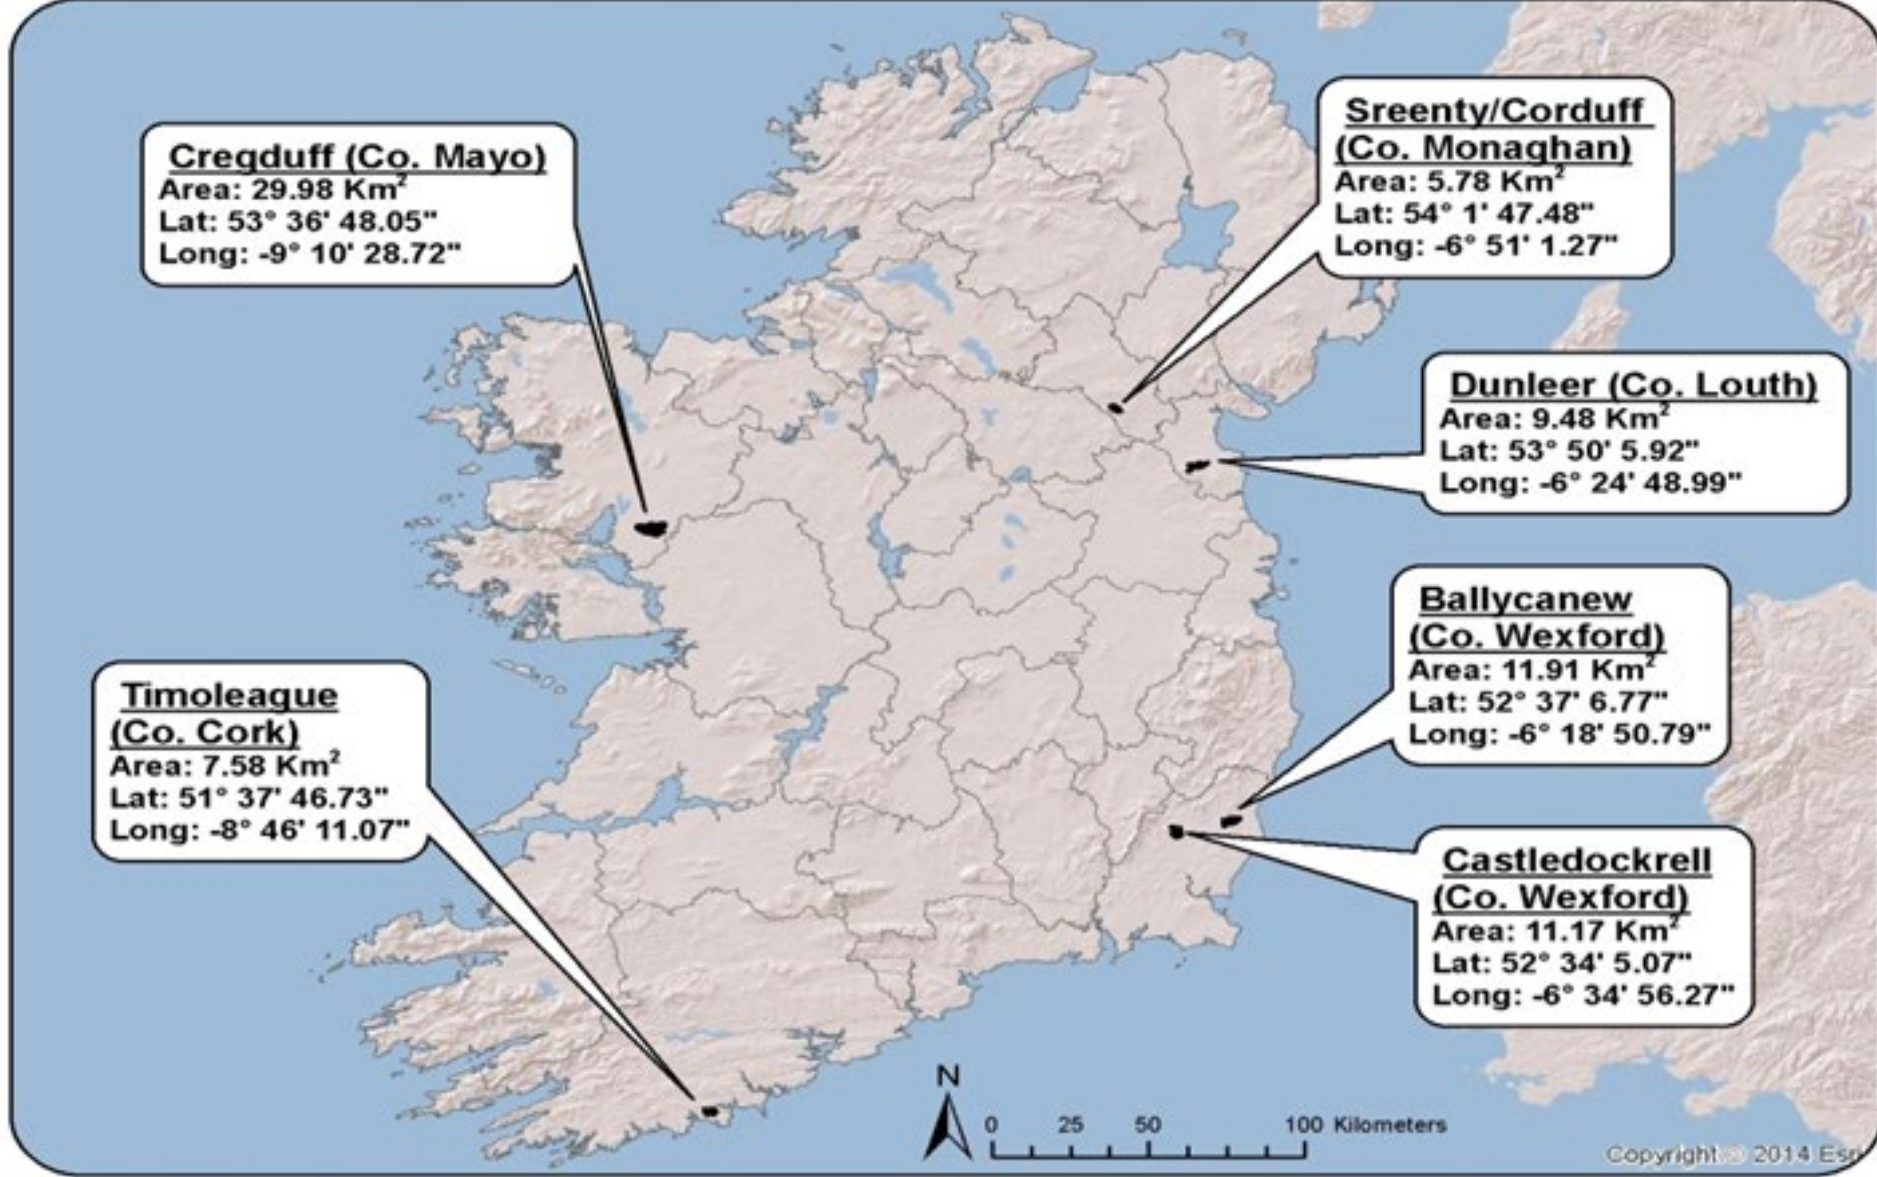 Cregduff (Co. Mayo)
Area: 29.98 Km²
Lat: 53° 36' 48.05"
Long: -9° 10' 28.72"
Sreenty/Corduff
(Co. Monaghan)
Area: 5.78 Km²
Lat: 54° 1' 47.48"
Long: -6° 51' 1.27"
Dunleer (Co. Louth)
Area: 9.48 Km²
Lat: 53° 50' 5.92"
Long: -6° 24' 48.99"
Ballycanew
(Co. Wexford)
Area: 11.91 Km²
Lat: 52° 37' 6.77"
Long: -6° 18' 50.79"
Timoleague
(Co. Cork)
Area: 7.58 Km²
Lat: 51° 37' 46.73"
Long: -8° 46' 11.07"
Castledockrell
(Co. Wexford)
Area: 11.17 Km²
Lat: 52° 34' 5.07"
Long: -6° 34' 56.27"
N
0 25 50 100 Kilometers
Copyright:© 2014 Esri